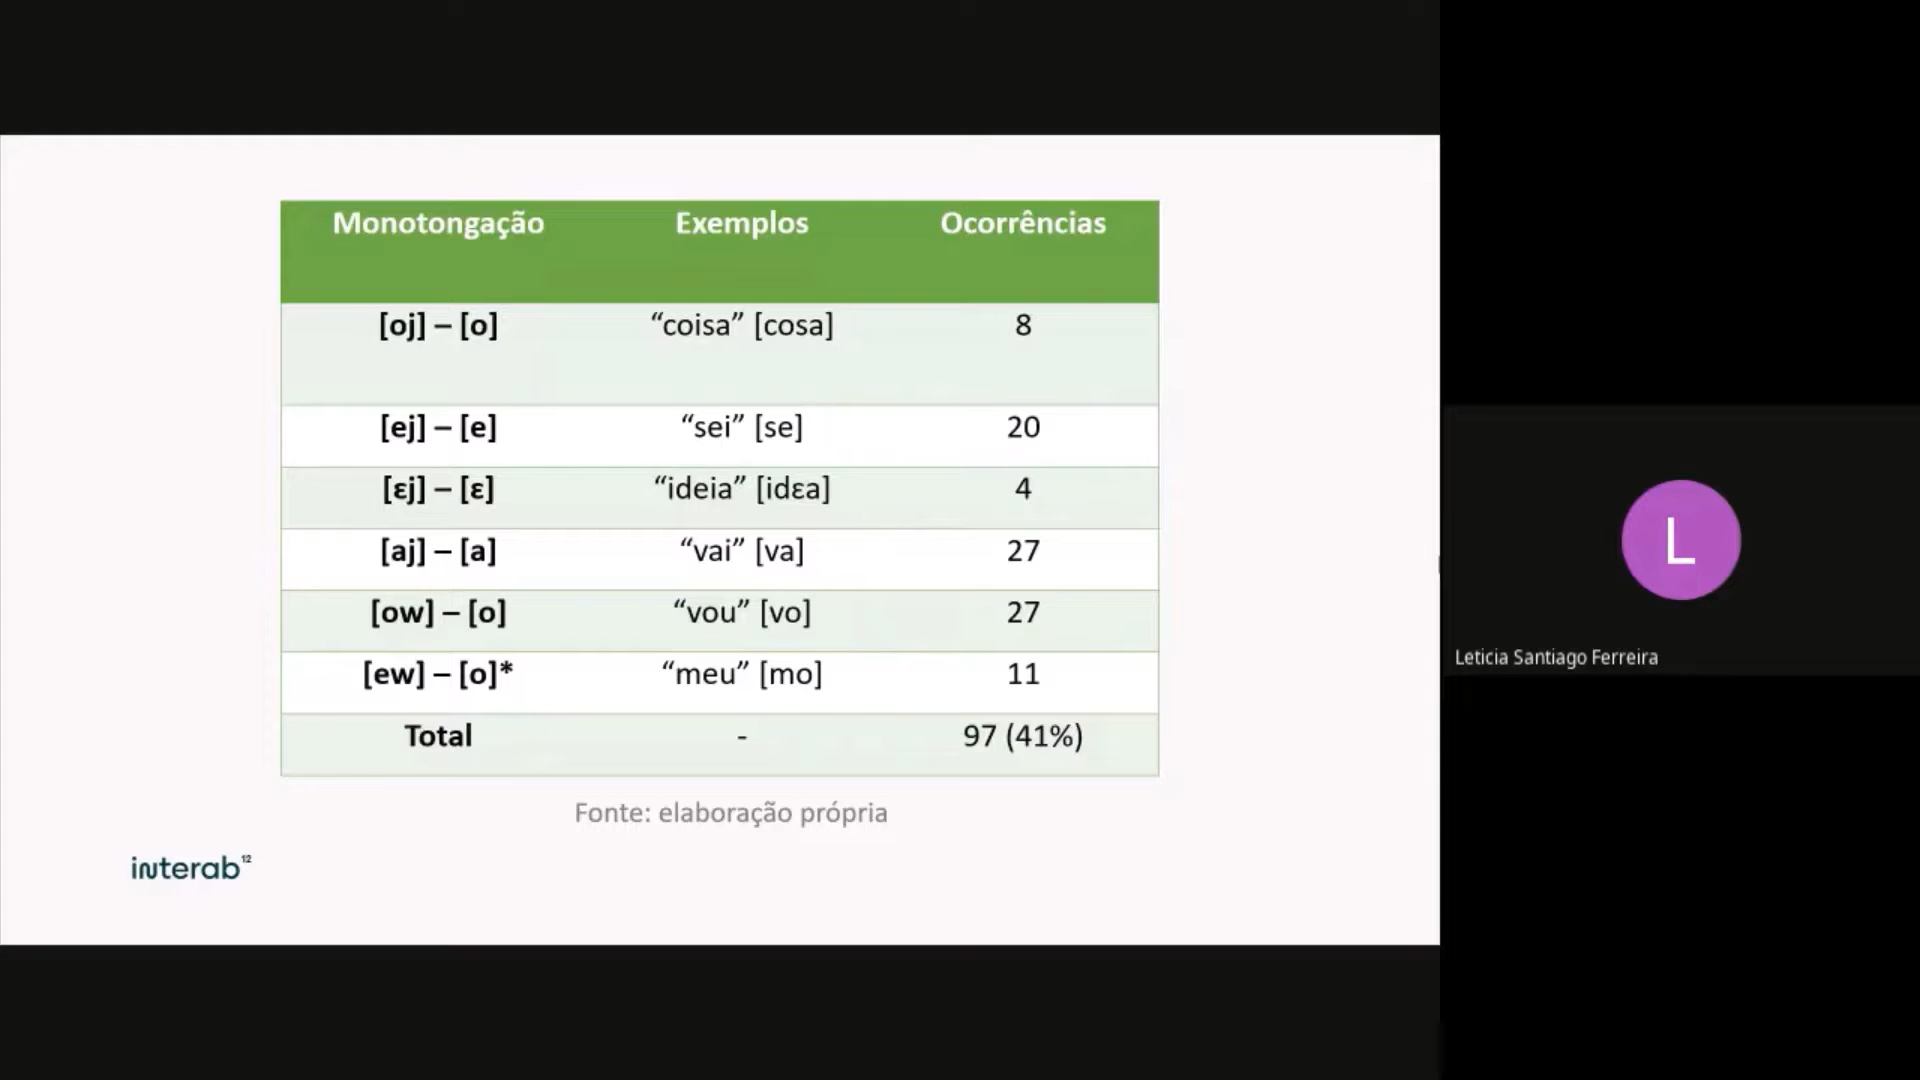 Monotongação Exemplos Ocorrências
[oj] – [o] “coisa” [cosa] 8
[ej] – [e] “sei” [se] 20
[ɛj] – [ɛ] “ideia” [idɛa] 4
[aj] – [a] “vai” [va] 27
[ow] – [o] “vou” [vo] 27
[ew] – [o]* “meu” [mo] 11
Total - 97 (41%)
Fonte: elaboração própria
interab¹²
L
Leticia Santiago Ferreira